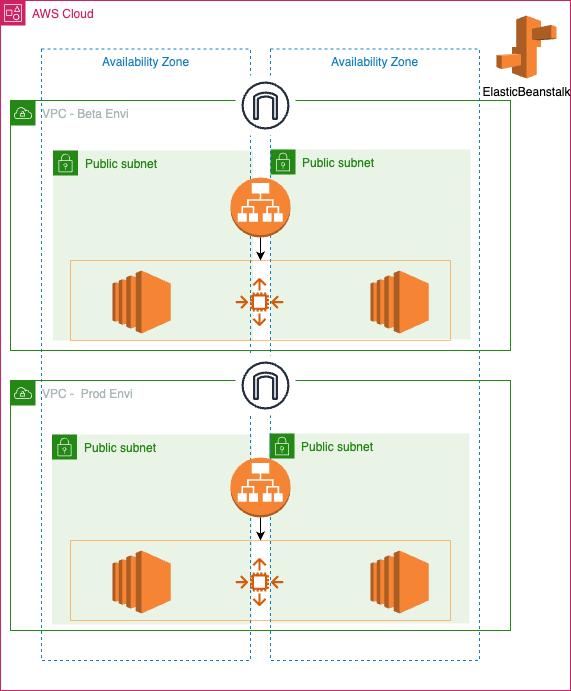 AWS Cloud
Availability Zone
Availability Zone
ElasticBeanstalk
VPC - Beta Envi
Public subnet
Public subnet
VPC -  Prod Envi
Public subnet
Public subnet